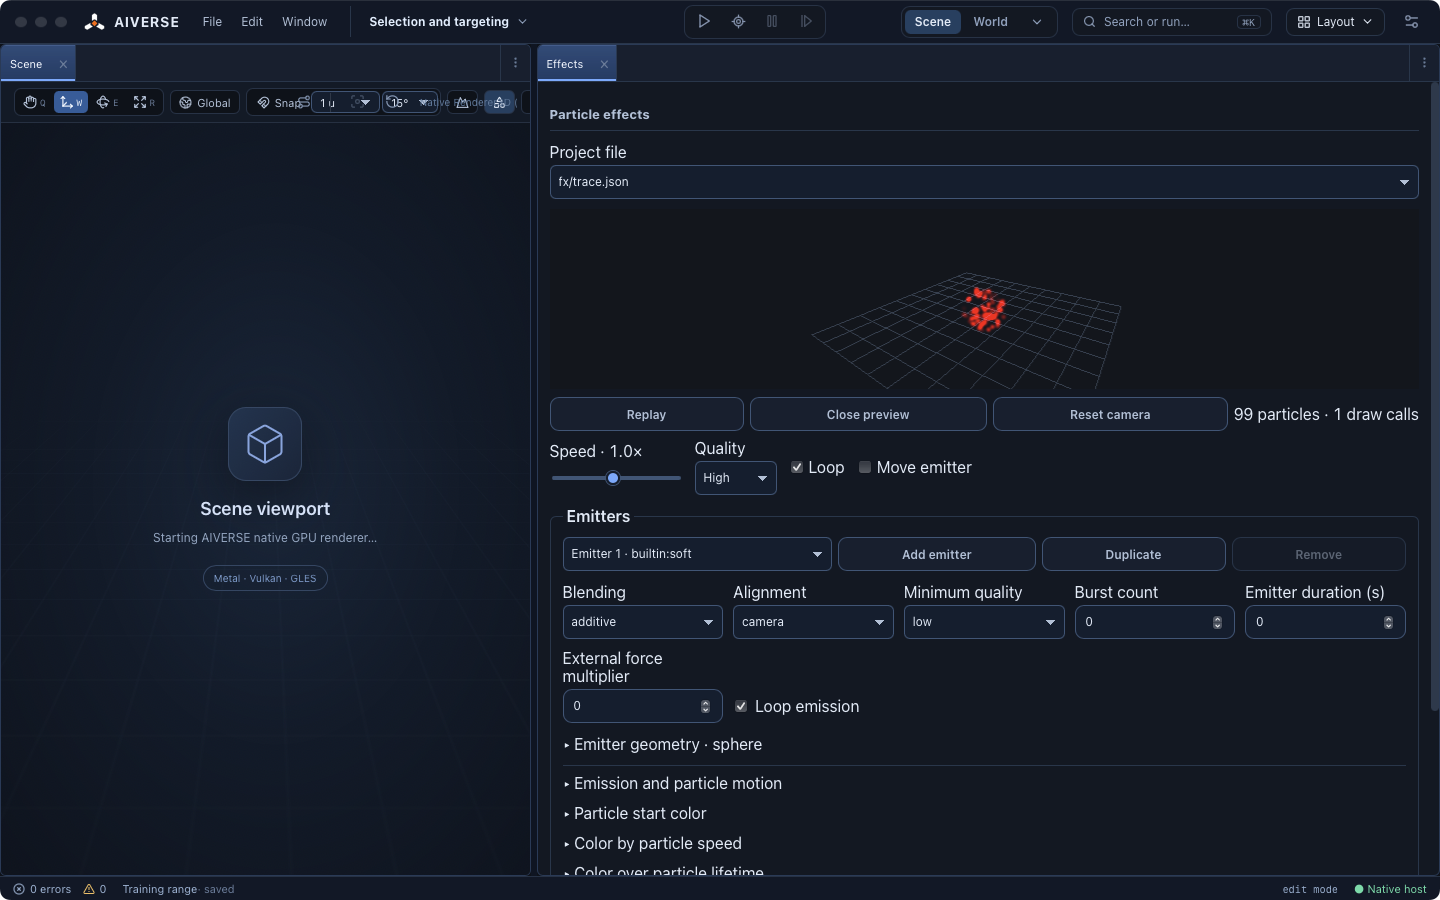 AIVERSE File Edit Window Selection and targeting Scene World Search or run... ⌘K Layout
Scene
Effects
Q W E R Global Snap 1 u 15°
Particle effects
Project file
fx/trace.json
Replay Close preview Reset camera 99 particles · 1 draw calls
Speed · 1.0×
Quality
High
Loop
Move emitter
Emitters
Emitter 1 · builtin:soft Add emitter Duplicate Remove
Blending Alignment Minimum quality Burst count Emitter duration (s)
additive camera low 0 0
External force
multiplier
0
Loop emission
▸ Emitter geometry · sphere
▸ Emission and particle motion
▸ Particle start color
▸ Color by particle speed
▸ Color over particle lifetime
Scene viewport
Starting AIVERSE native GPU renderer...
Metal · Vulkan · GLES
0 errors 0 Training range · saved edit mode Native host